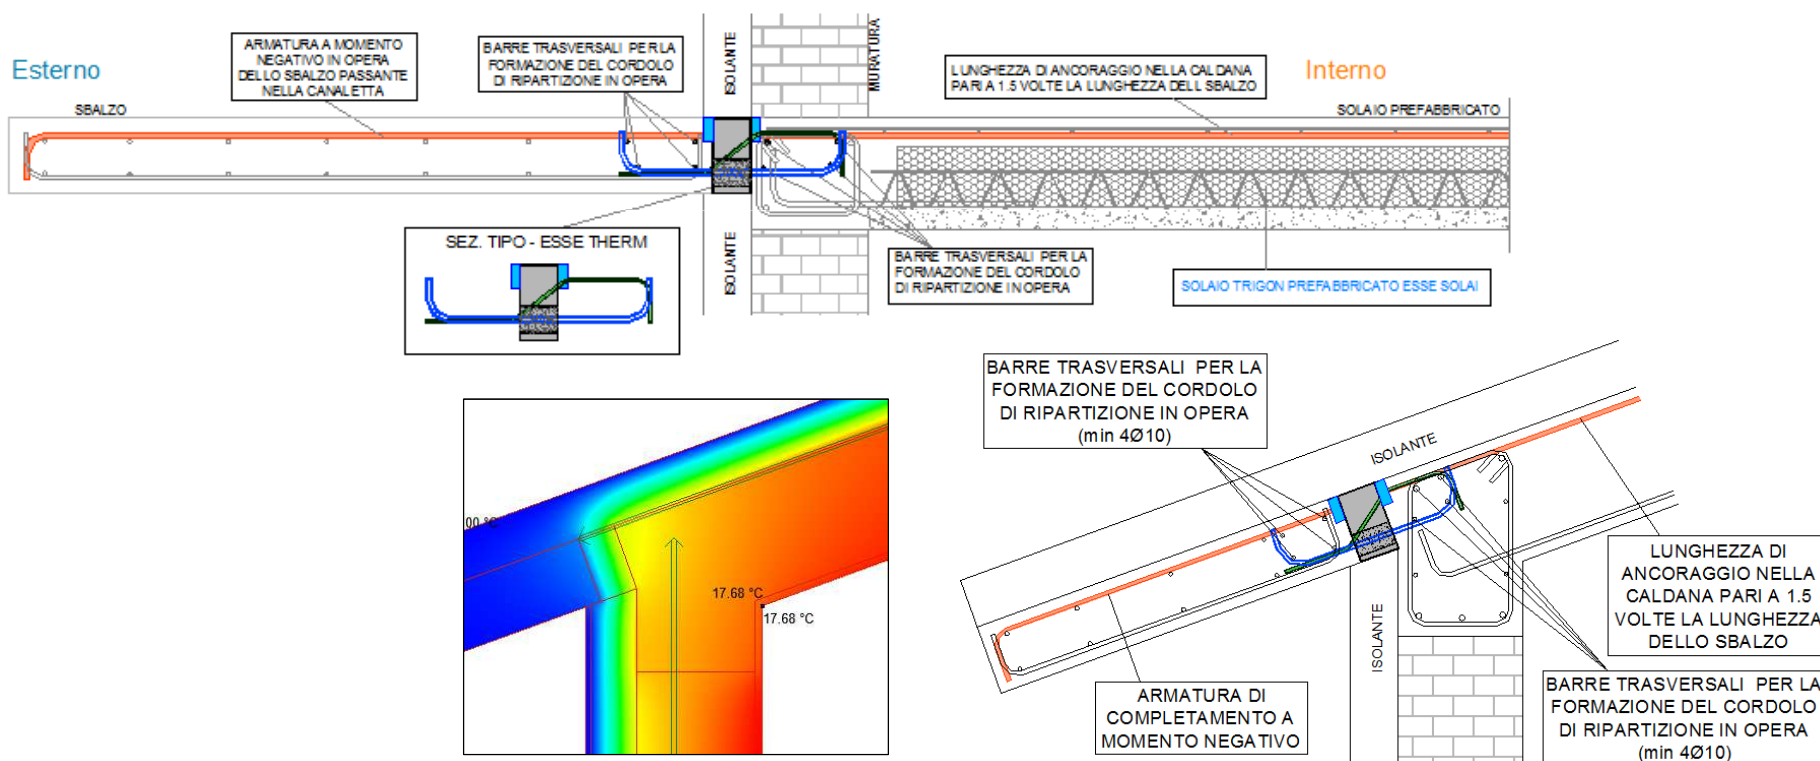 Esterno
ARMATURA A MOMENTO
NEGATIVO IN OPERA
DELLO SBALZO PASSANTE
NELLA CANALETTA
BARRE TRASVERSALI PER LA
FORMAZIONE DEL CORDOLO
DI RIPARTIZIONE IN OPERA
ISOLANTE
MURATURA
LUNGHEZZA DI ANCORAGGIO NELLA CALDANA
PARI A 1.5 VOLTE LA LUNGHEZZA DELL SBALZO
Interno
SBALZO
SOLAIO PREFABBRICATO
SEZ. TIPO - ESSE THERM
ISOLANTE
BARRE TRASVERSALI PER LA
FORMAZIONE DEL CORDOLO
DI RIPARTIZIONE IN OPERA
SOLAIO TRIGON PREFABBRICATO ESSE SOLAI
BARRE TRASVERSALI PER LA
FORMAZIONE DEL CORDOLO
DI RIPARTIZIONE IN OPERA
(min 4Ø10)
ISOLANTE
00 °C
17.68 °C
17.68 °C
ISOLANTE
LUNGHEZZA DI
ANCORAGGIO NELLA
CALDANA PARI A 1.5
VOLTE LA LUNGHEZZA
DELLO SBALZO
ARMATURA DI
COMPLETAMENTO A
MOMENTO NEGATIVO
BARRE TRASVERSALI PER LA
FORMAZIONE DEL CORDOLO
DI RIPARTIZIONE IN OPERA
(min 4Ø10)